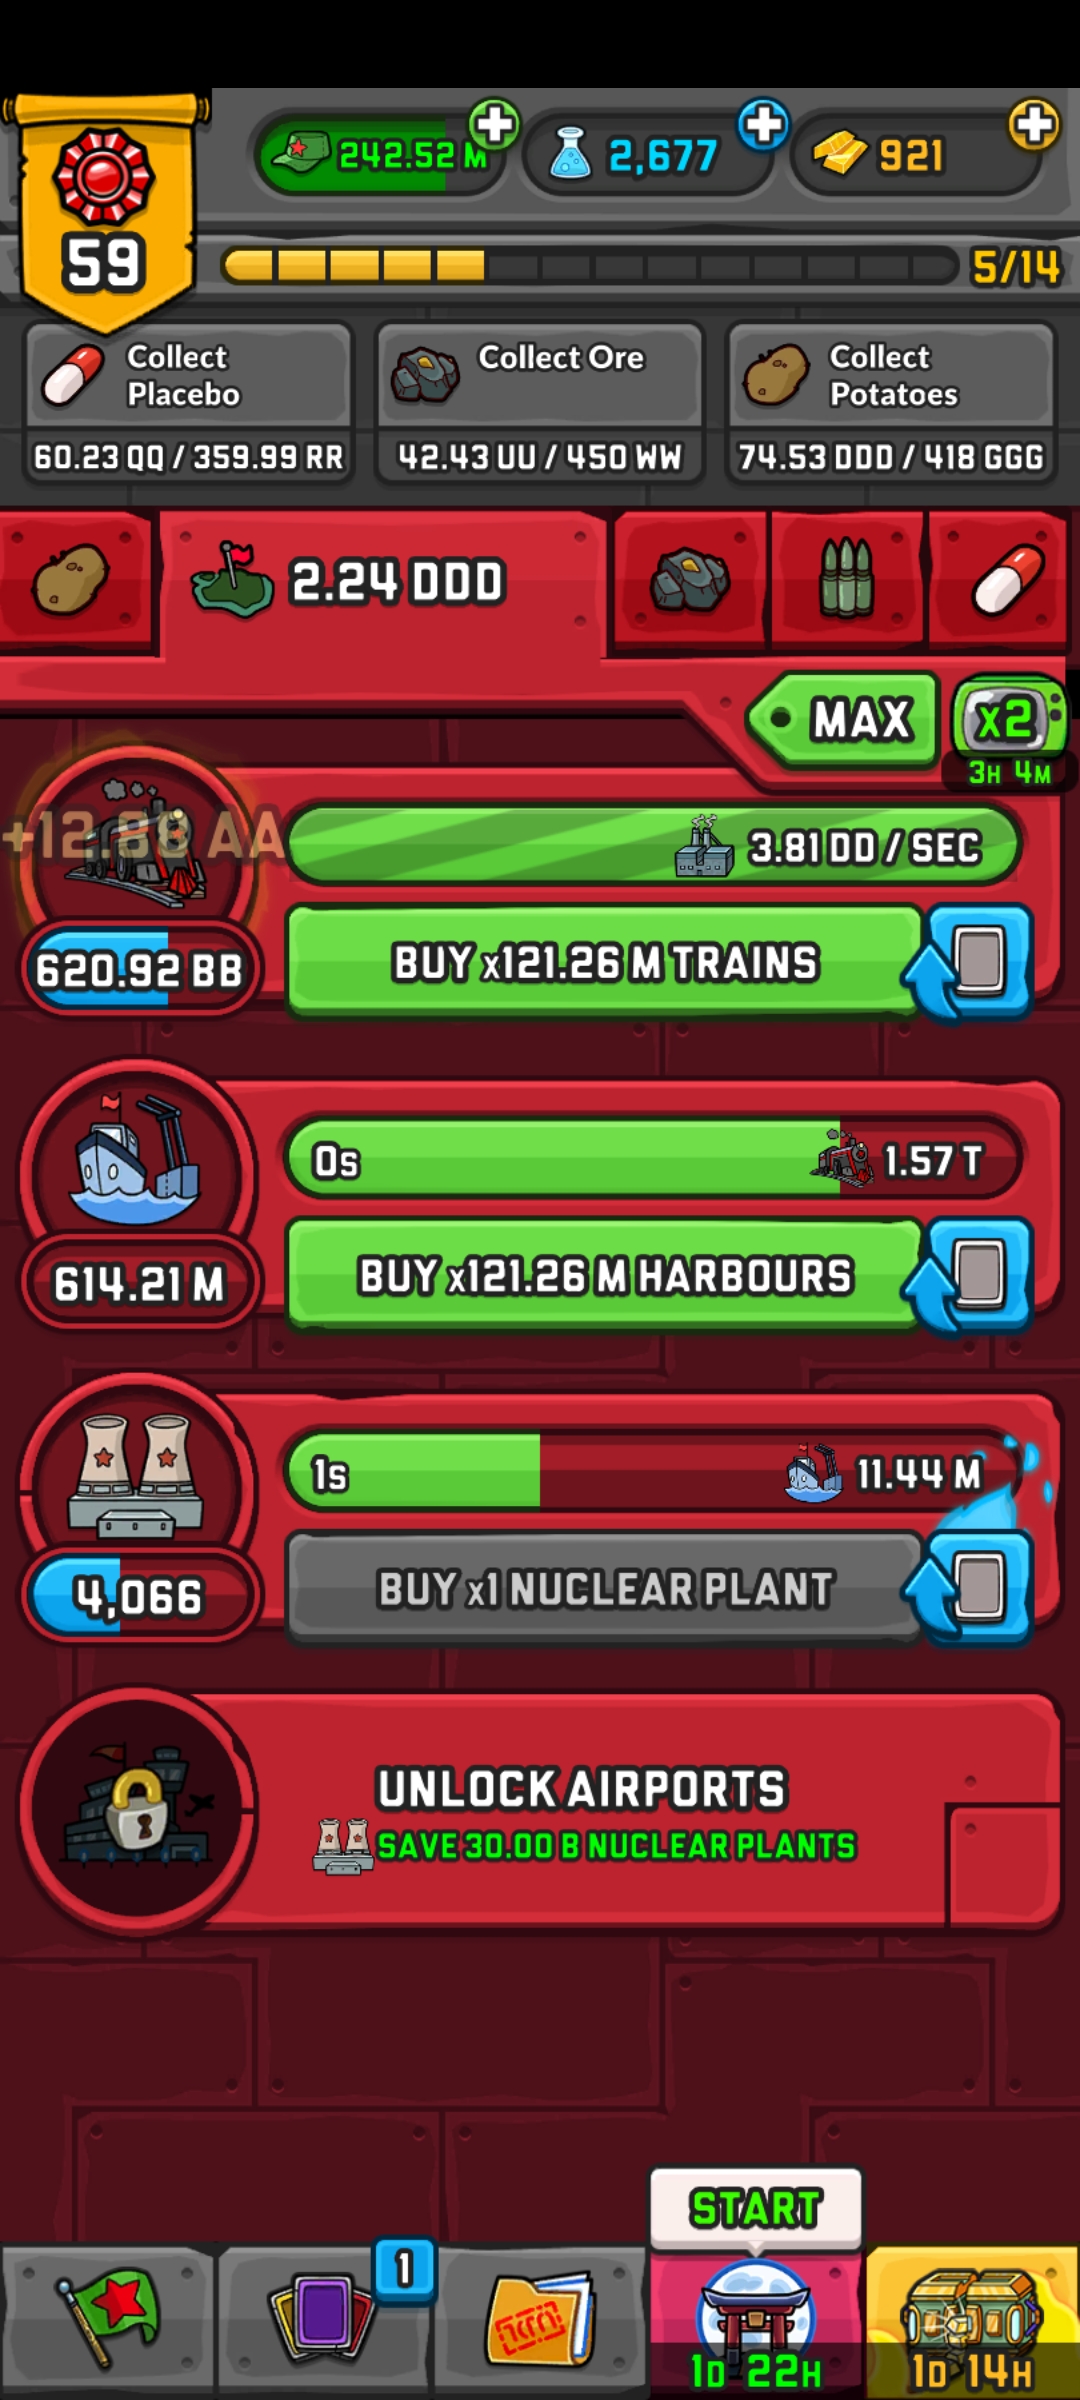 242.52 M
2,677
921
59
5/14
Collect
Placebo
60.23 QQ / 359.99 RR
Collect Ore
42.43 UU / 450 WW
Collect
Potatoes
74.53 DDD / 418 GGG
2.24 DDD
MAX
x2
3H 4M
3.81 DD / SEC
620.92 BB
BUY x121.26 M TRAINS
0s
1.57 T
614.21 M
BUY x121.26 M HARBOURS
1s
11.44 M
4,066
BUY x1 NUCLEAR PLANT
UNLOCK AIRPORTS
SAVE 30.00 B NUCLEAR PLANTS
START
1
1D 22H
1D 14H